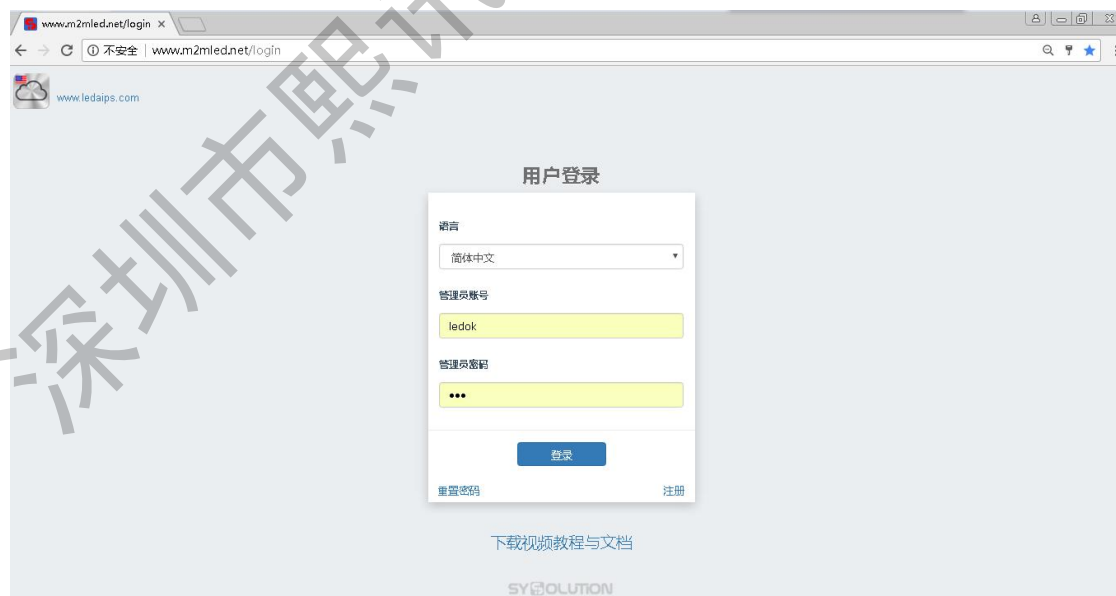 www.m2mled.net/login
不安全 | www.m2mled.net/login
www.ledaips.com
用户登录
语言
简体中文
管理员账号
ledok
管理员密码
•••
登录
重置密码 注册
下载视频教程与文档
SYSOLUTION
深圳市熙讯